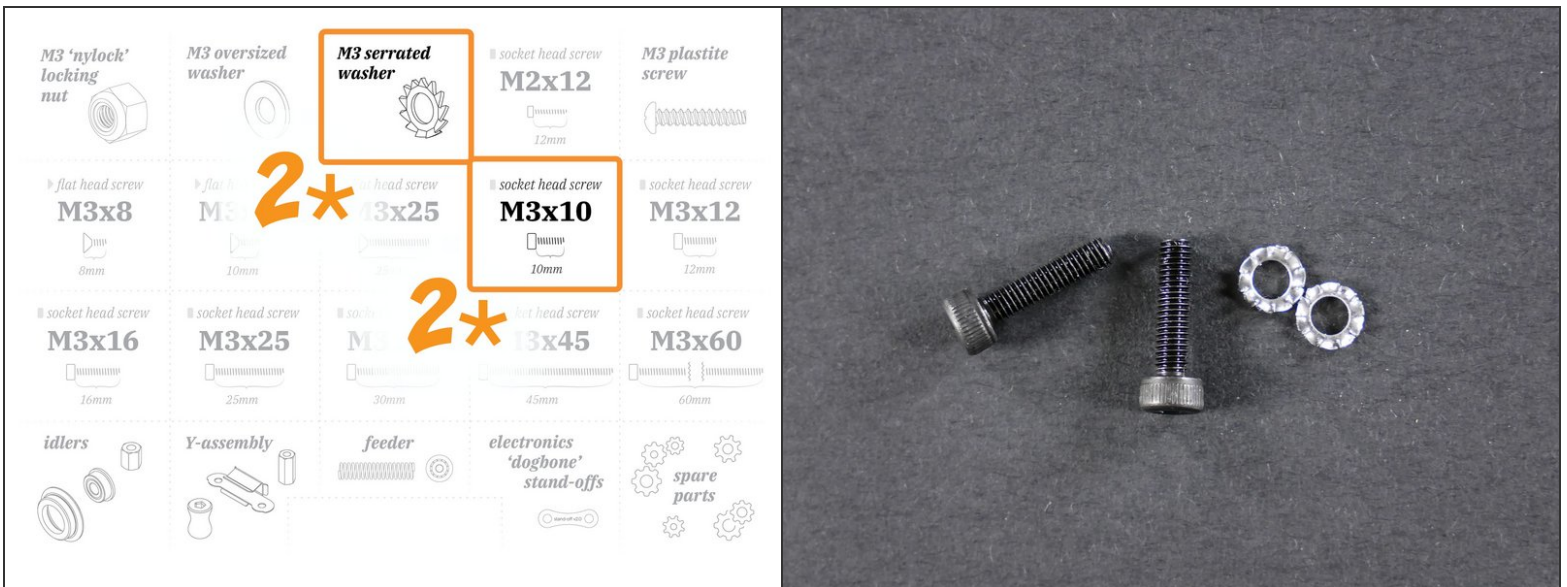 M3 ‘nylock’
locking
nut
M3 oversized
washer
M3 serrated
washer
socket head screw
M2x12
12mm
M3 plastite
screw
flat head screw
M3x8
8mm
10mm
head screw
3x25
socket head screw
M3x10
10mm
socket head screw
M3x12
12mm
2*
2*
socket head screw
M3x16
16mm
socket head screw
M3x25
25mm
30mm
head screw
3x45
45mm
socket head screw
M3x60
60mm
idlers
Y-assembly
feeder
electronics
‘dogbone’
stand-offs
spare
parts